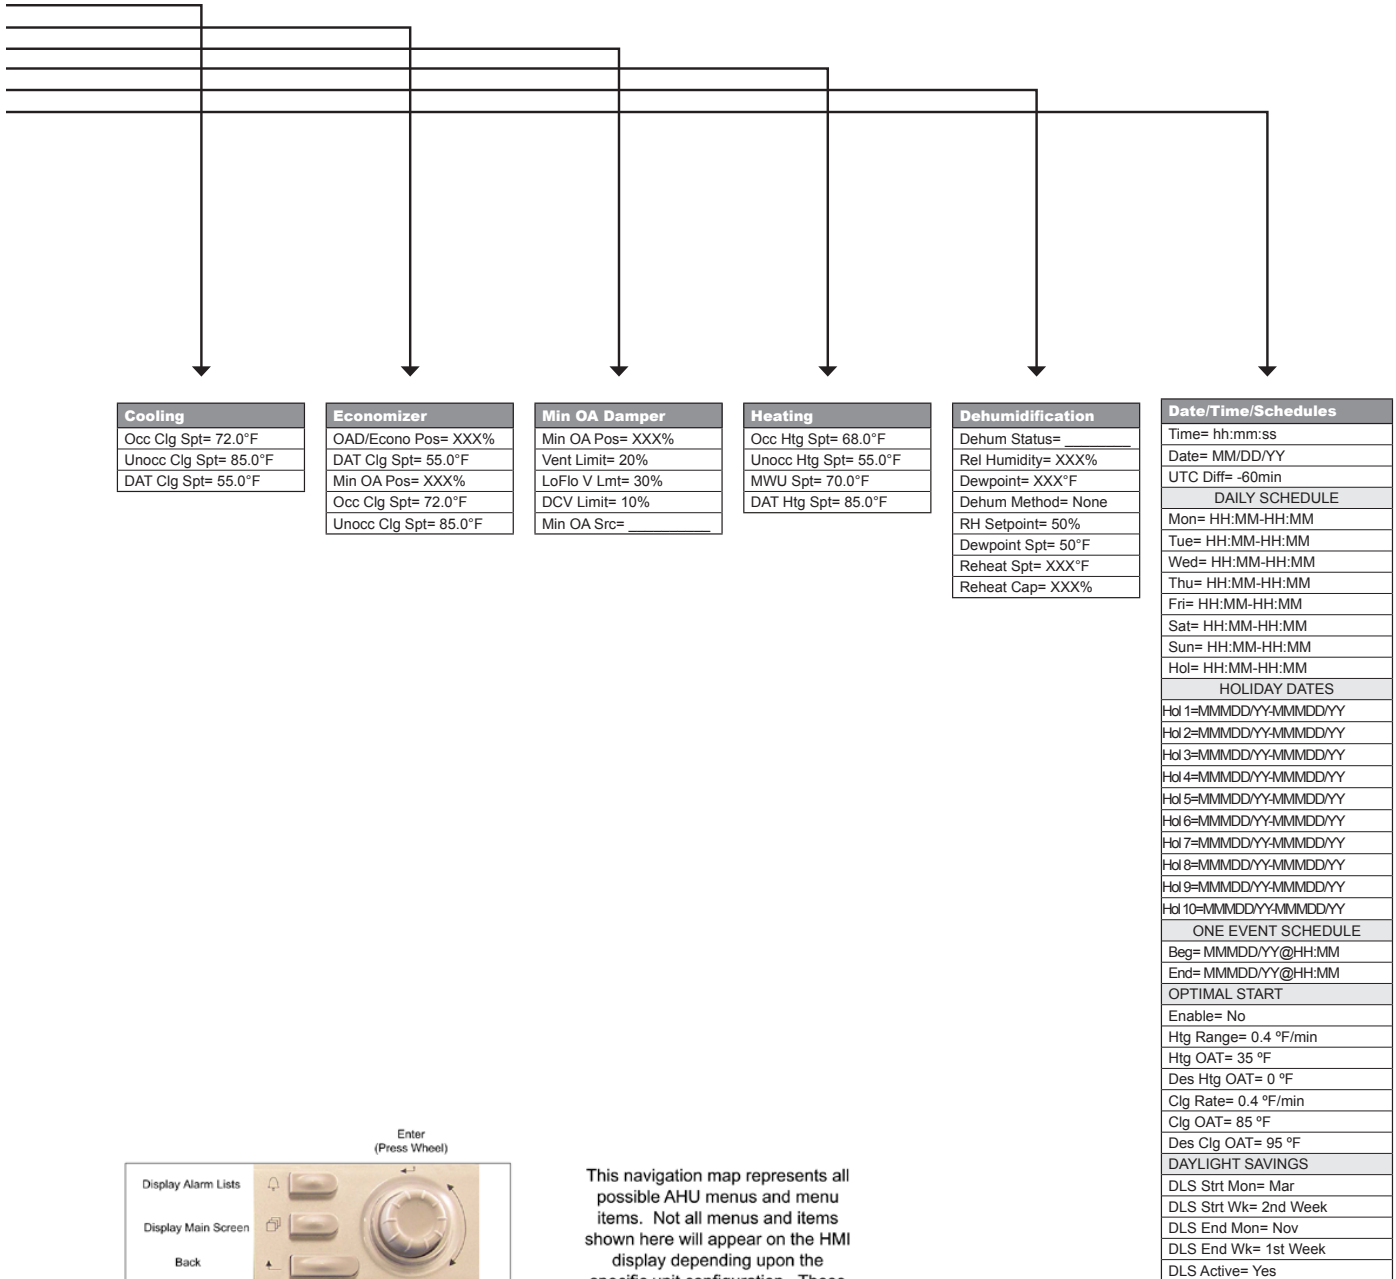 Cooling
Occ Clg Spt= 72.0°F
Unocc Clg Spt= 85.0°F
DAT Clg Spt= 55.0°F
Economizer
OAD/Econo Pos= XXX%
DAT Clg Spt= 55.0°F
Min OA Pos= XXX%
Occ Clg Spt= 72.0°F
Unocc Clg Spt= 85.0°F
Min OA Damper
Min OA Pos= XXX%
Vent Limit= 20%
LoFlo V Lmt= 30%
DCV Limit= 10%
Min OA Src= __________
Heating
Occ Htg Spt= 68.0°F
Unocc Htg Spt= 55.0°F
MWU Spt= 70.0°F
DAT Htg Spt= 85.0°F
Dehumidification
Dehum Status= ________
Rel Humidity= XXX%
Dewpoint= XXX°F
Dehum Method= None
RH Setpoint= 50%
Dewpoint Spt= 50°F
Reheat Spt= XXX°F
Reheat Cap= XXX%
Date/Time/Schedules
Time= hh:mm:ss
Date= MM/DD/YY
UTC Diff= -60min
DAILY SCHEDULE
Mon= HH:MM-HH:MM
Tue= HH:MM-HH:MM
Wed= HH:MM-HH:MM
Thu= HH:MM-HH:MM
Fri= HH:MM-HH:MM
Sat= HH:MM-HH:MM
Sun= HH:MM-HH:MM
Hol= HH:MM-HH:MM
HOLIDAY DATES
Hol 1=MMMDD/YY-MMMDD/YY
Hol 2=MMMDD/YY-MMMDD/YY
Hol 3=MMMDD/YY-MMMDD/YY
Hol 4=MMMDD/YY-MMMDD/YY
Hol 5=MMMDD/YY-MMMDD/YY
Hol 6=MMMDD/YY-MMMDD/YY
Hol 7=MMMDD/YY-MMMDD/YY
Hol 8=MMMDD/YY-MMMDD/YY
Hol 9=MMMDD/YY-MMMDD/YY
Hol 10=MMMDD/YY-MMMDD/YY
ONE EVENT SCHEDULE
Beg= MMMDD/YY@HH:MM
End= MMMDD/YY@HH:MM
OPTIMAL START
Enable= No
Htg Range= 0.4 ºF/min
Htg OAT= 35 ºF
Des Htg OAT= 0 ºF
Clg Rate= 0.4 ºF/min
Clg OAT= 85 ºF
Des Clg OAT= 95 ºF
DAYLIGHT SAVINGS
DLS Strt Mon= Mar
DLS Strt Wk= 2nd Week
DLS End Mon= Nov
DLS End Wk= 1st Week
DLS Active= Yes
Enter
(Press Wheel)
Display Alarm Lists
Display Main Screen
Back
This navigation map represents all
possible AHU menus and menu
items. Not all menus and items
shown here will appear on the HMI
display depending upon the
specific unit configuration. These